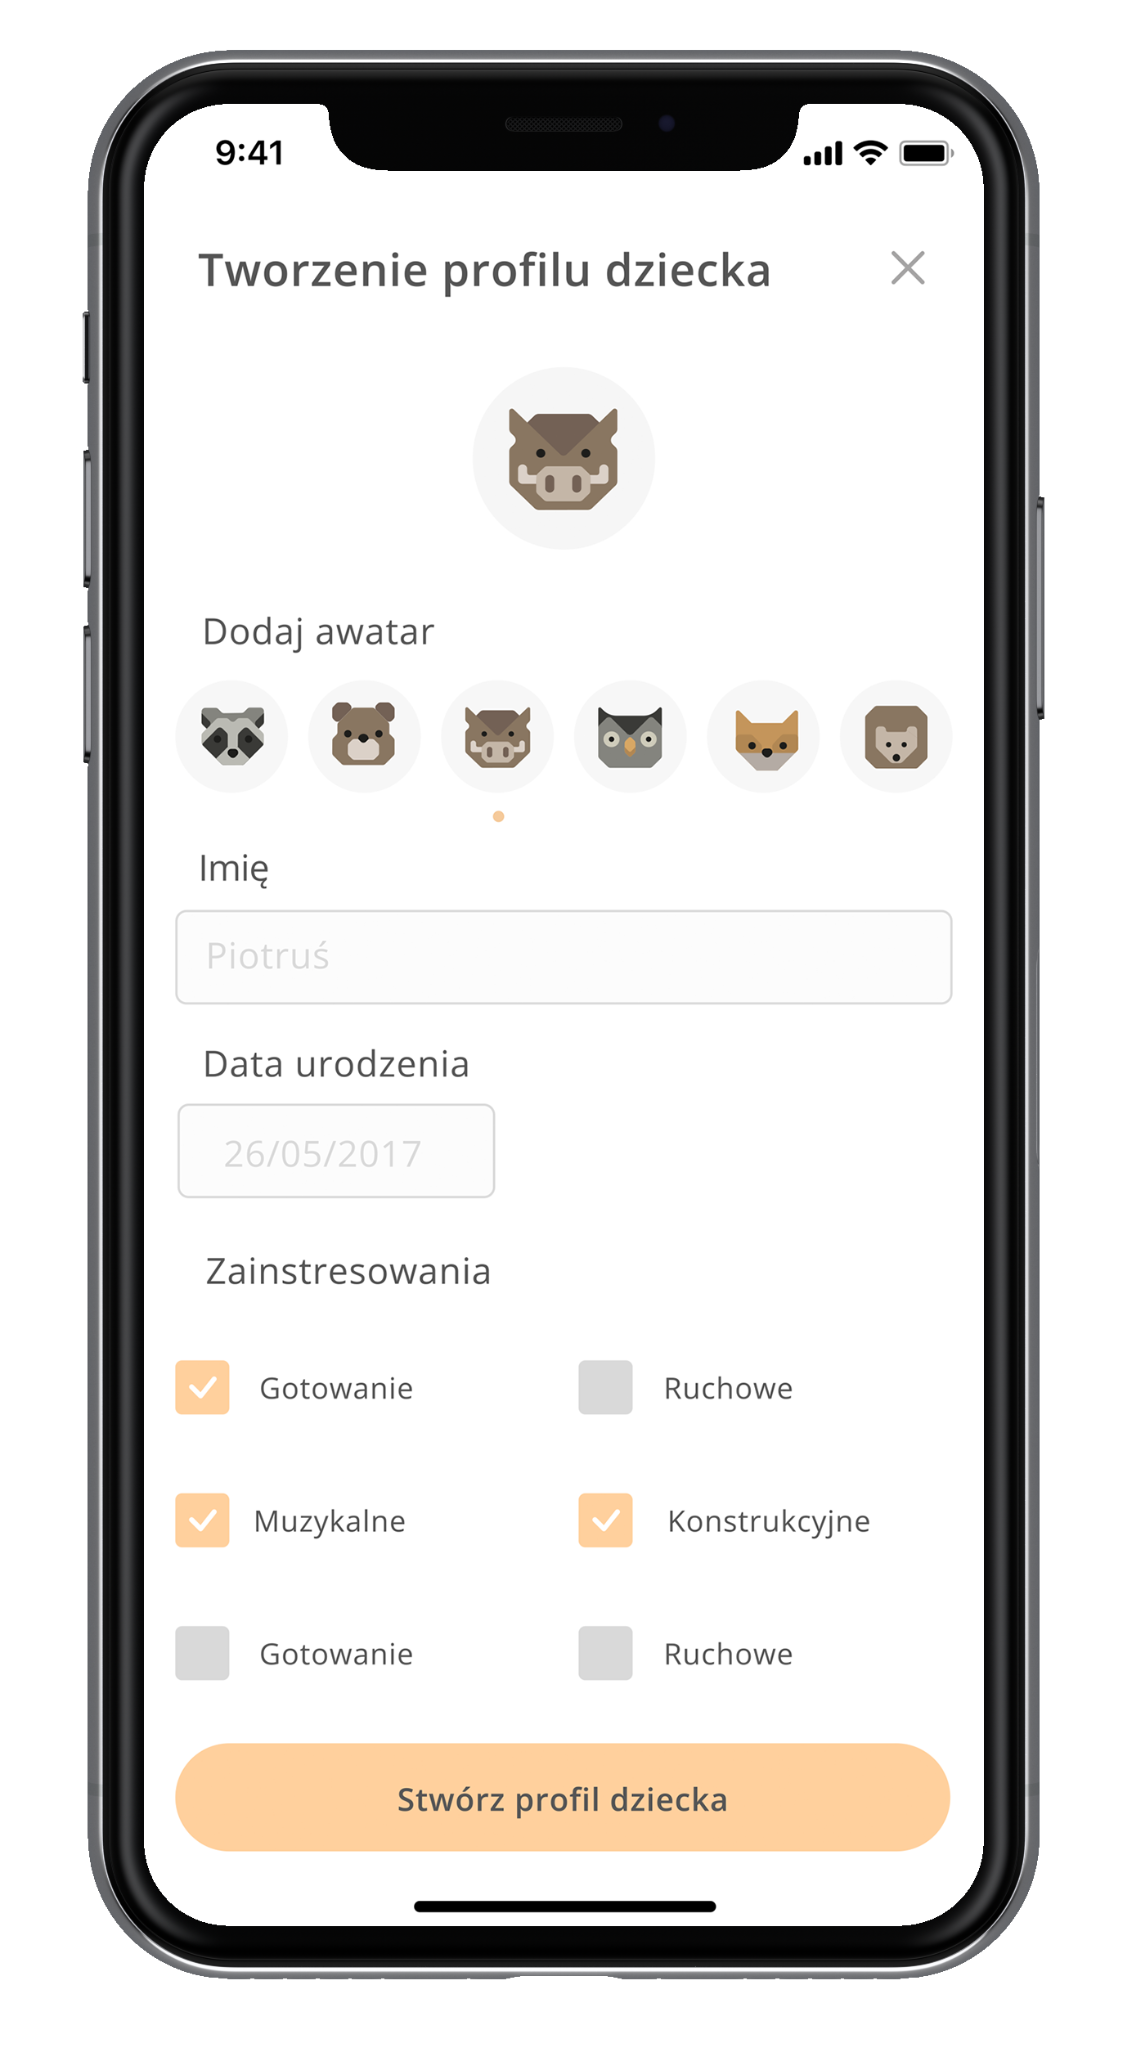 9:41
Tworzenie profilu dziecka
Dodaj awatar
Imię
Piotruś
Data urodzenia
26/05/2017
Zainstresowania
Gotowanie Ruchowe
Muzykalne Konstrukcyjne
Gotowanie Ruchowe
Stwórz profil dziecka